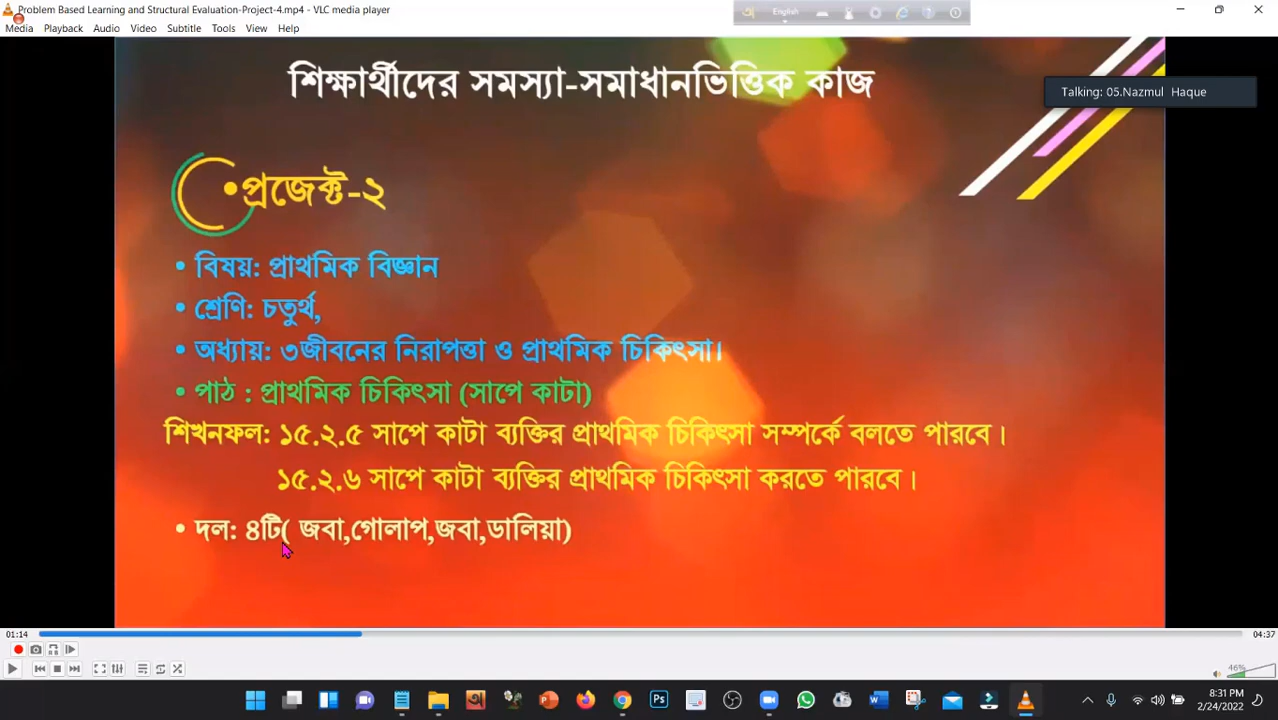 Problem Based Learning and Structural Evaluation-Project-4.mp4 - VLC media player
English
Media Playback Audio Video Subtitle Tools View Help
শিক্ষার্থীদের সমস্যা-সমাধানভিত্তিক কাজ
Talking: 05.Nazmul Haque
•প্রজেক্ট-২
• বিষয়: প্রাথমিক বিজ্ঞান
• শ্রেণি: চতুর্থ,
• অধ্যায়: ৩জীবনের নিরাপত্তা ও প্রাথমিক চিকিৎসা।
• পাঠ : প্রাথমিক চিকিৎসা (সাপে কাটা)
শিখনফল: ১৫.২.৫ সাপে কাটা ব্যক্তির প্রাথমিক চিকিৎসা সম্পর্কে বলতে পারবে।
১৫.২.৬ সাপে কাটা ব্যক্তির প্রাথমিক চিকিৎসা করতে পারবে।
• দল: ৪টি( জবা,গোলাপ,জবা,ডালিয়া)
01:14
04:37
46%
8:31 PM
2/24/2022